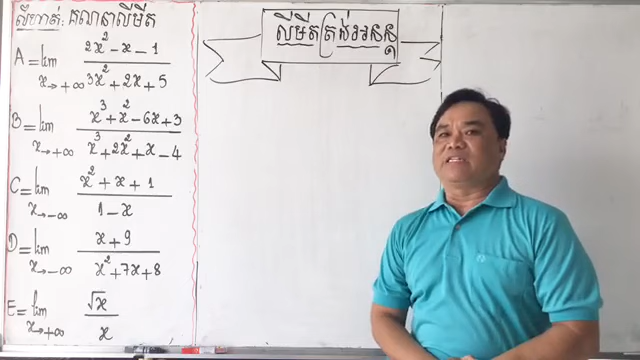 លំហាត់: គណនាលីមីត
លីមីតត្រង់អនន្ត
A = lim 2x² - x - 1 / 3x² + 2x + 5
x→+∞
B = lim x³ + x² - 6x + 3 / x³ + 2x² + x - 4
x→+∞
C = lim x² + x + 1 / 1 - x
x→-∞
D = lim x + 9 / x² + 7x + 8
x→-∞
E = lim √x / x
x→+∞